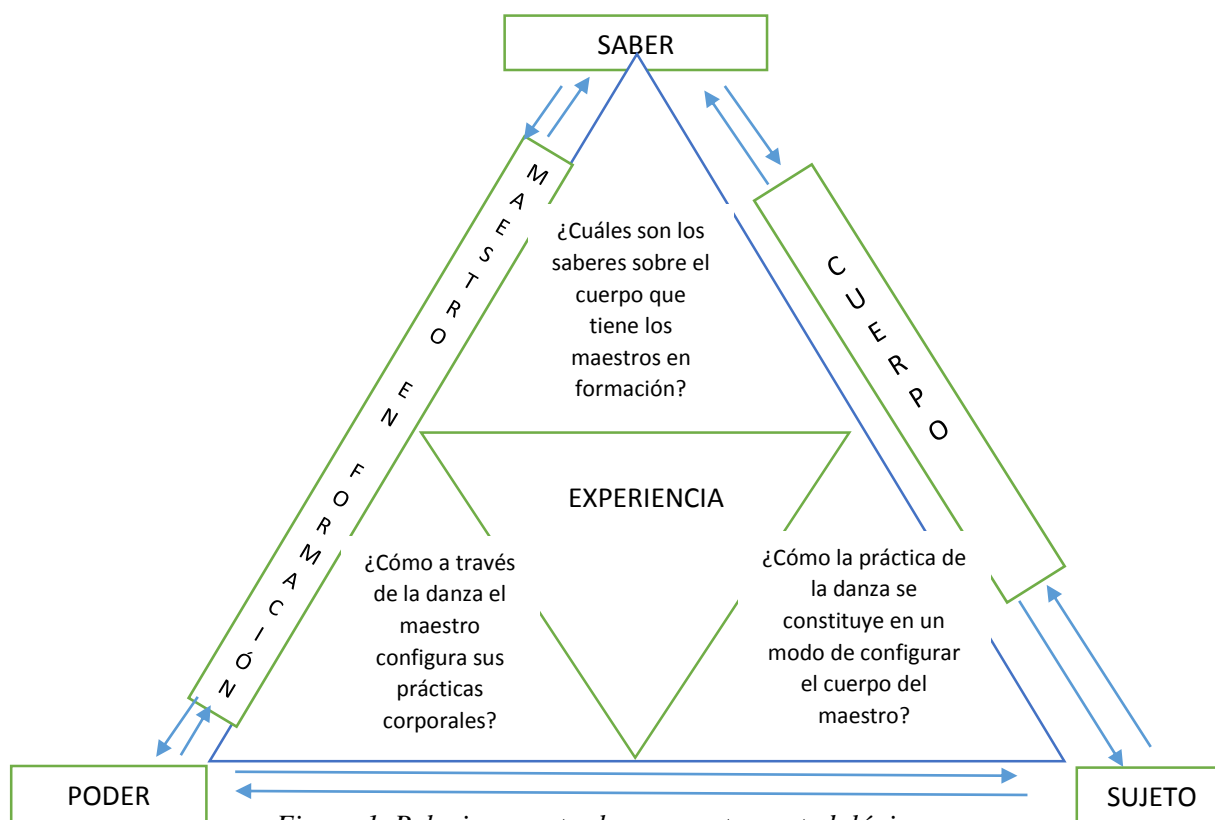 SABER
MAESTRO EN FORMACIÓN
CUERPO
¿Cuáles son los
saberes sobre el
cuerpo que
tiene los
maestros en
formación?
EXPERIENCIA
¿Cómo a través
de la danza el
maestro
configura sus
prácticas
corporales?
¿Cómo la práctica de
la danza se
constituye en un
modo de configurar
el cuerpo del
maestro?
PODER
SUJETO